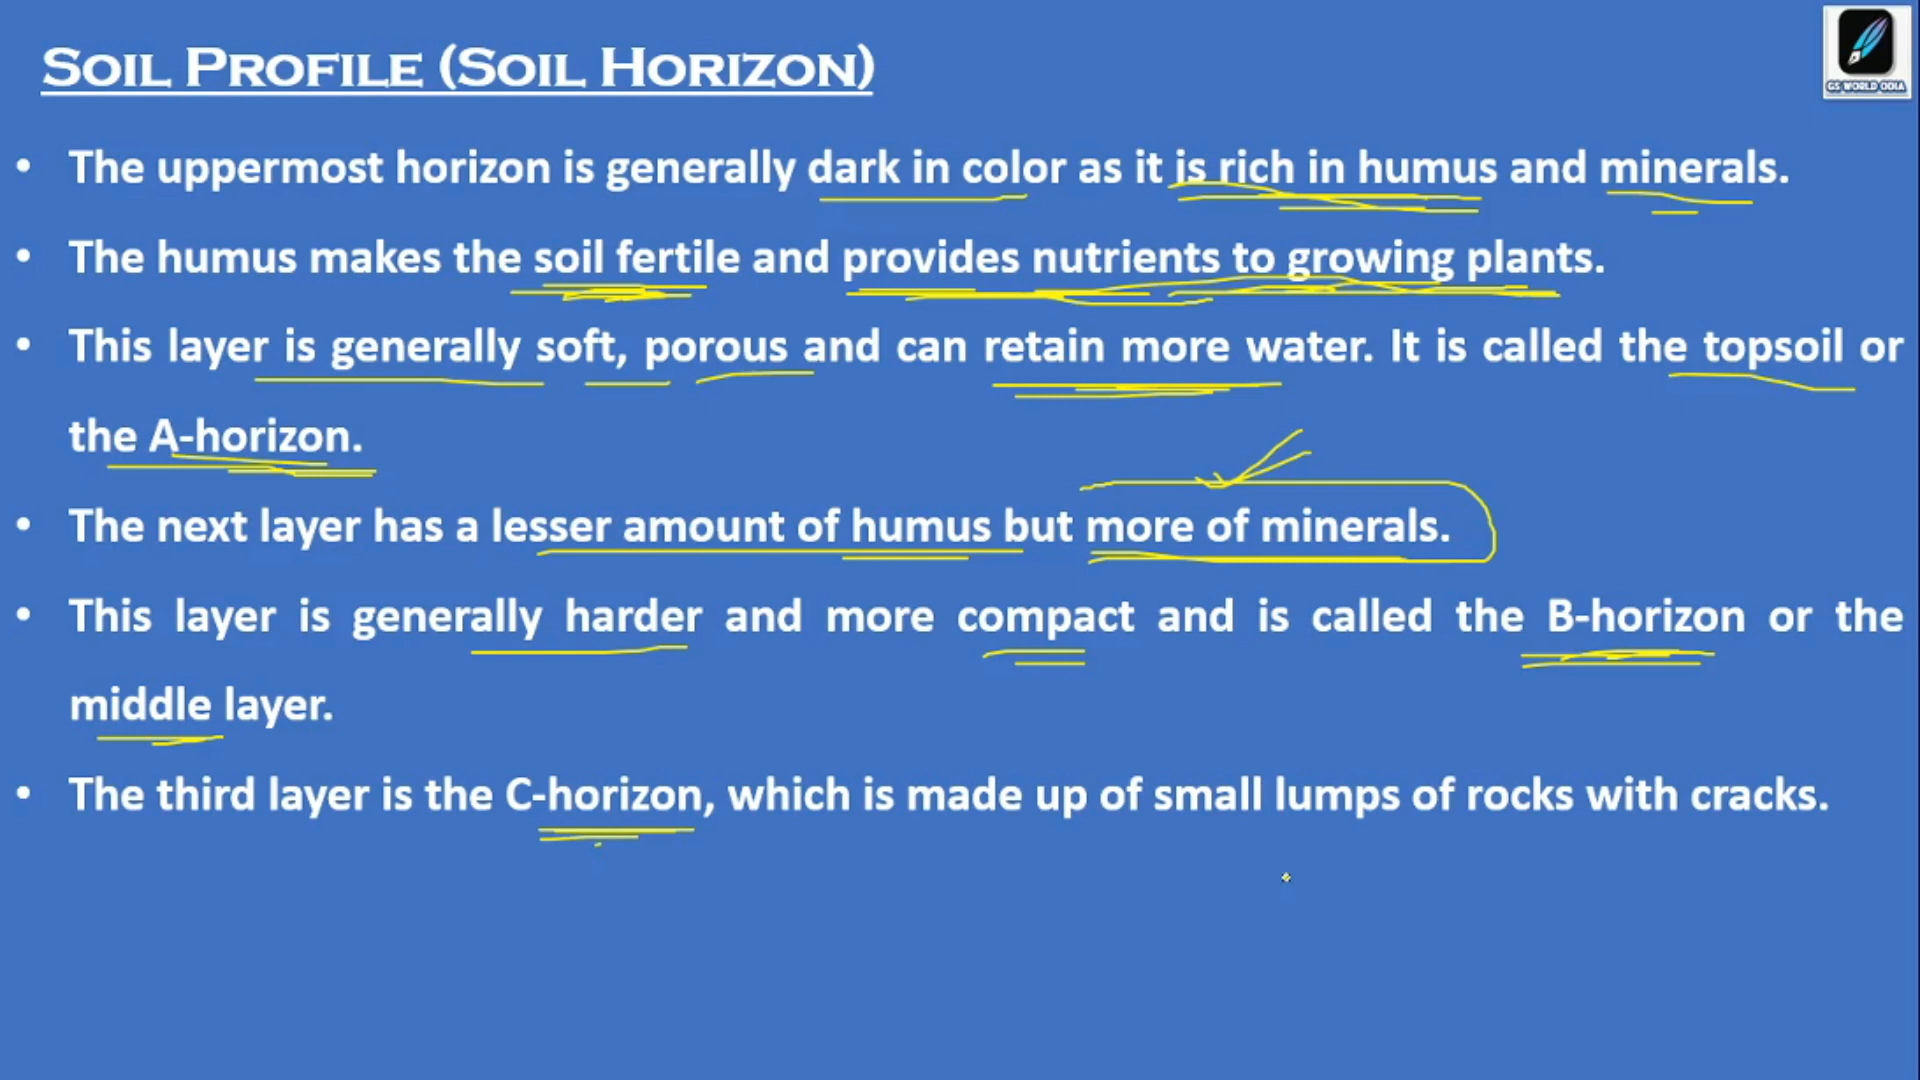 SOIL PROFILE (SOIL HORIZON)
GS WORLD ODIA
• The uppermost horizon is generally dark in color as it is rich in humus and minerals.
• The humus makes the soil fertile and provides nutrients to growing plants.
• This layer is generally soft, porous and can retain more water. It is called the topsoil or
the A-horizon.
• The next layer has a lesser amount of humus but more of minerals.
• This layer is generally harder and more compact and is called the B-horizon or the
middle layer.
• The third layer is the C-horizon, which is made up of small lumps of rocks with cracks.